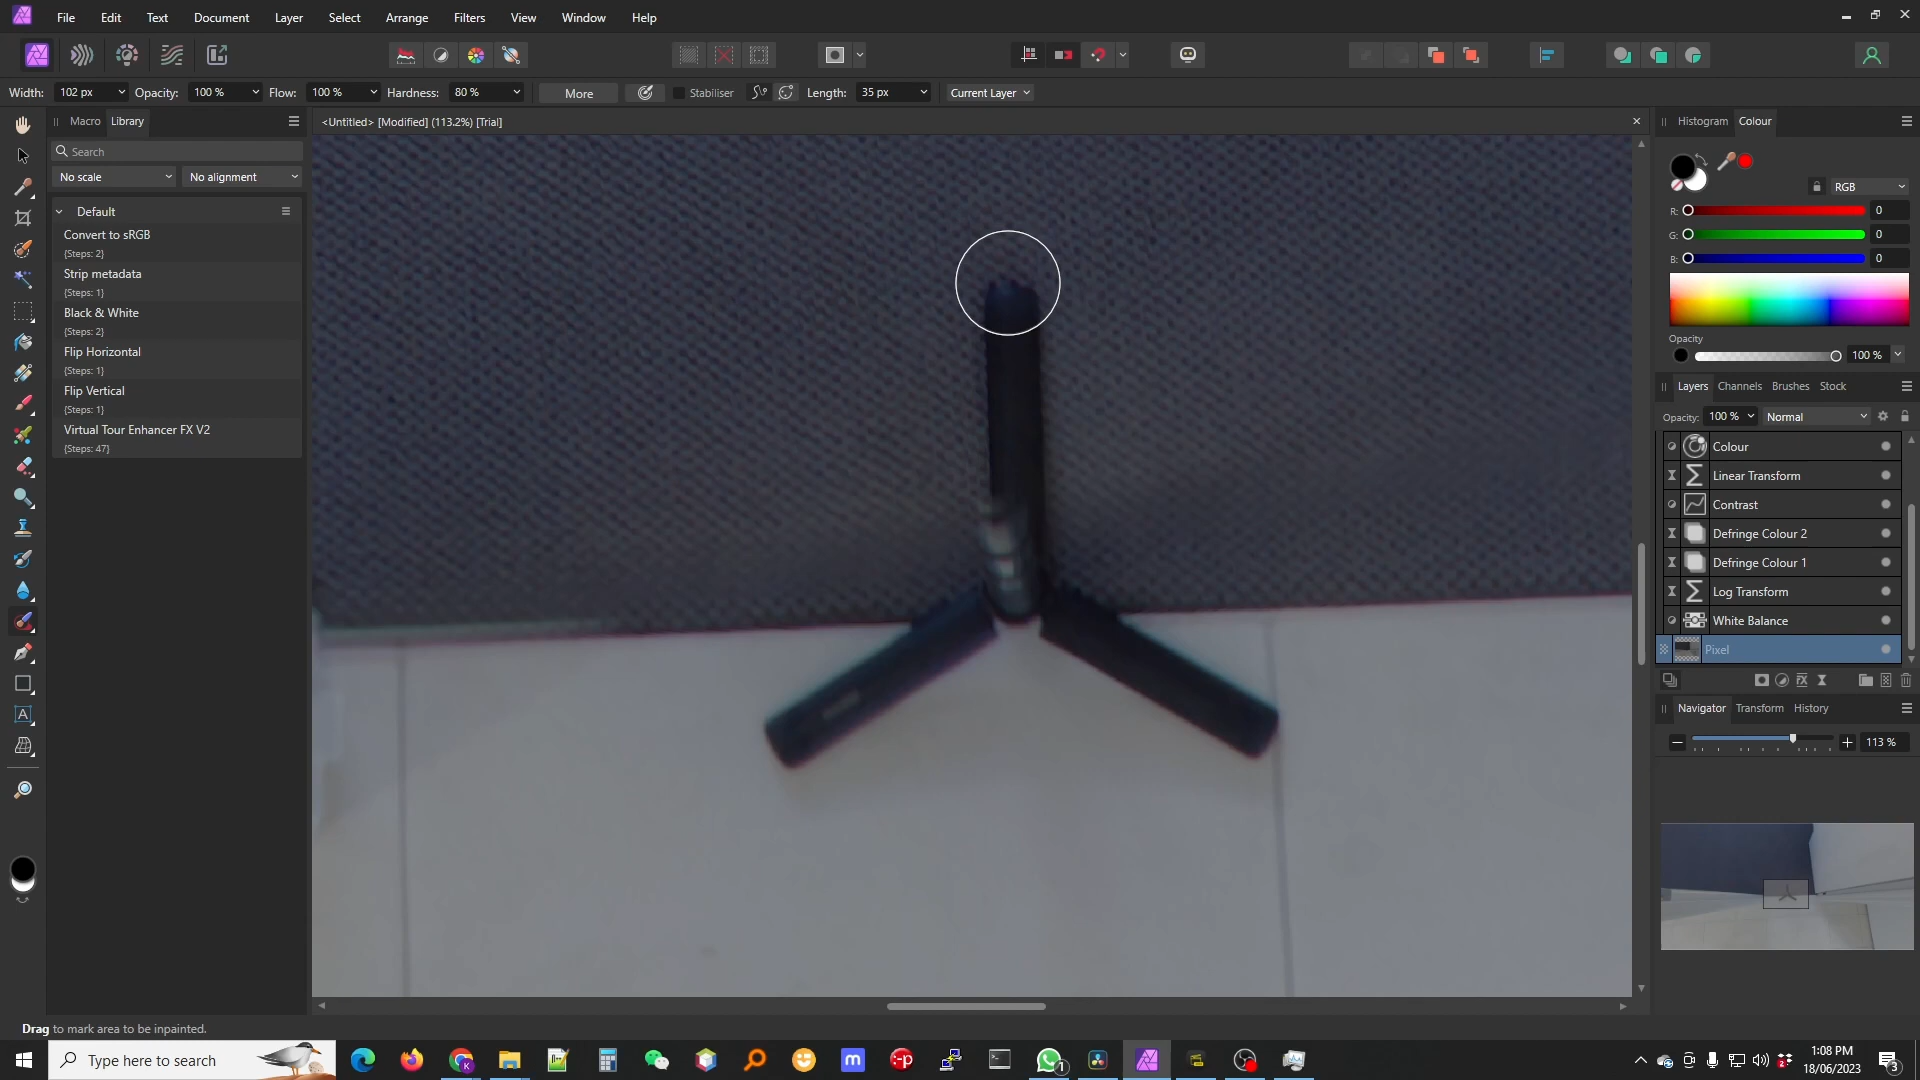 File Edit Text Document Layer Select Arrange Filters View Window Help
Width: 102 px Opacity: 100 % Flow: 100 % Hardness: 80 % More Stabiliser Length: 35 px Current Layer
Macro Library
<Untitled> [Modified] (113.2%) [Trial]
Search
No scale No alignment
Default
Convert to sRGB
{Steps: 2}
Strip metadata
{Steps: 1}
Black & White
{Steps: 2}
Flip Horizontal
{Steps: 1}
Flip Vertical
{Steps: 1}
Virtual Tour Enhancer FX V2
{Steps: 47}
Histogram Colour
RGB
R: 0
G: 0
B: 0
Opacity
100 %
Layers Channels Brushes Stock
Opacity: 100 % Normal
Colour
Linear Transform
Contrast
Defringe Colour 2
Defringe Colour 1
Log Transform
White Balance
Pixel
Navigator Transform History
113 %
Drag to mark area to be inpainted.
Type here to search
1:08 PM
18/06/2023
3